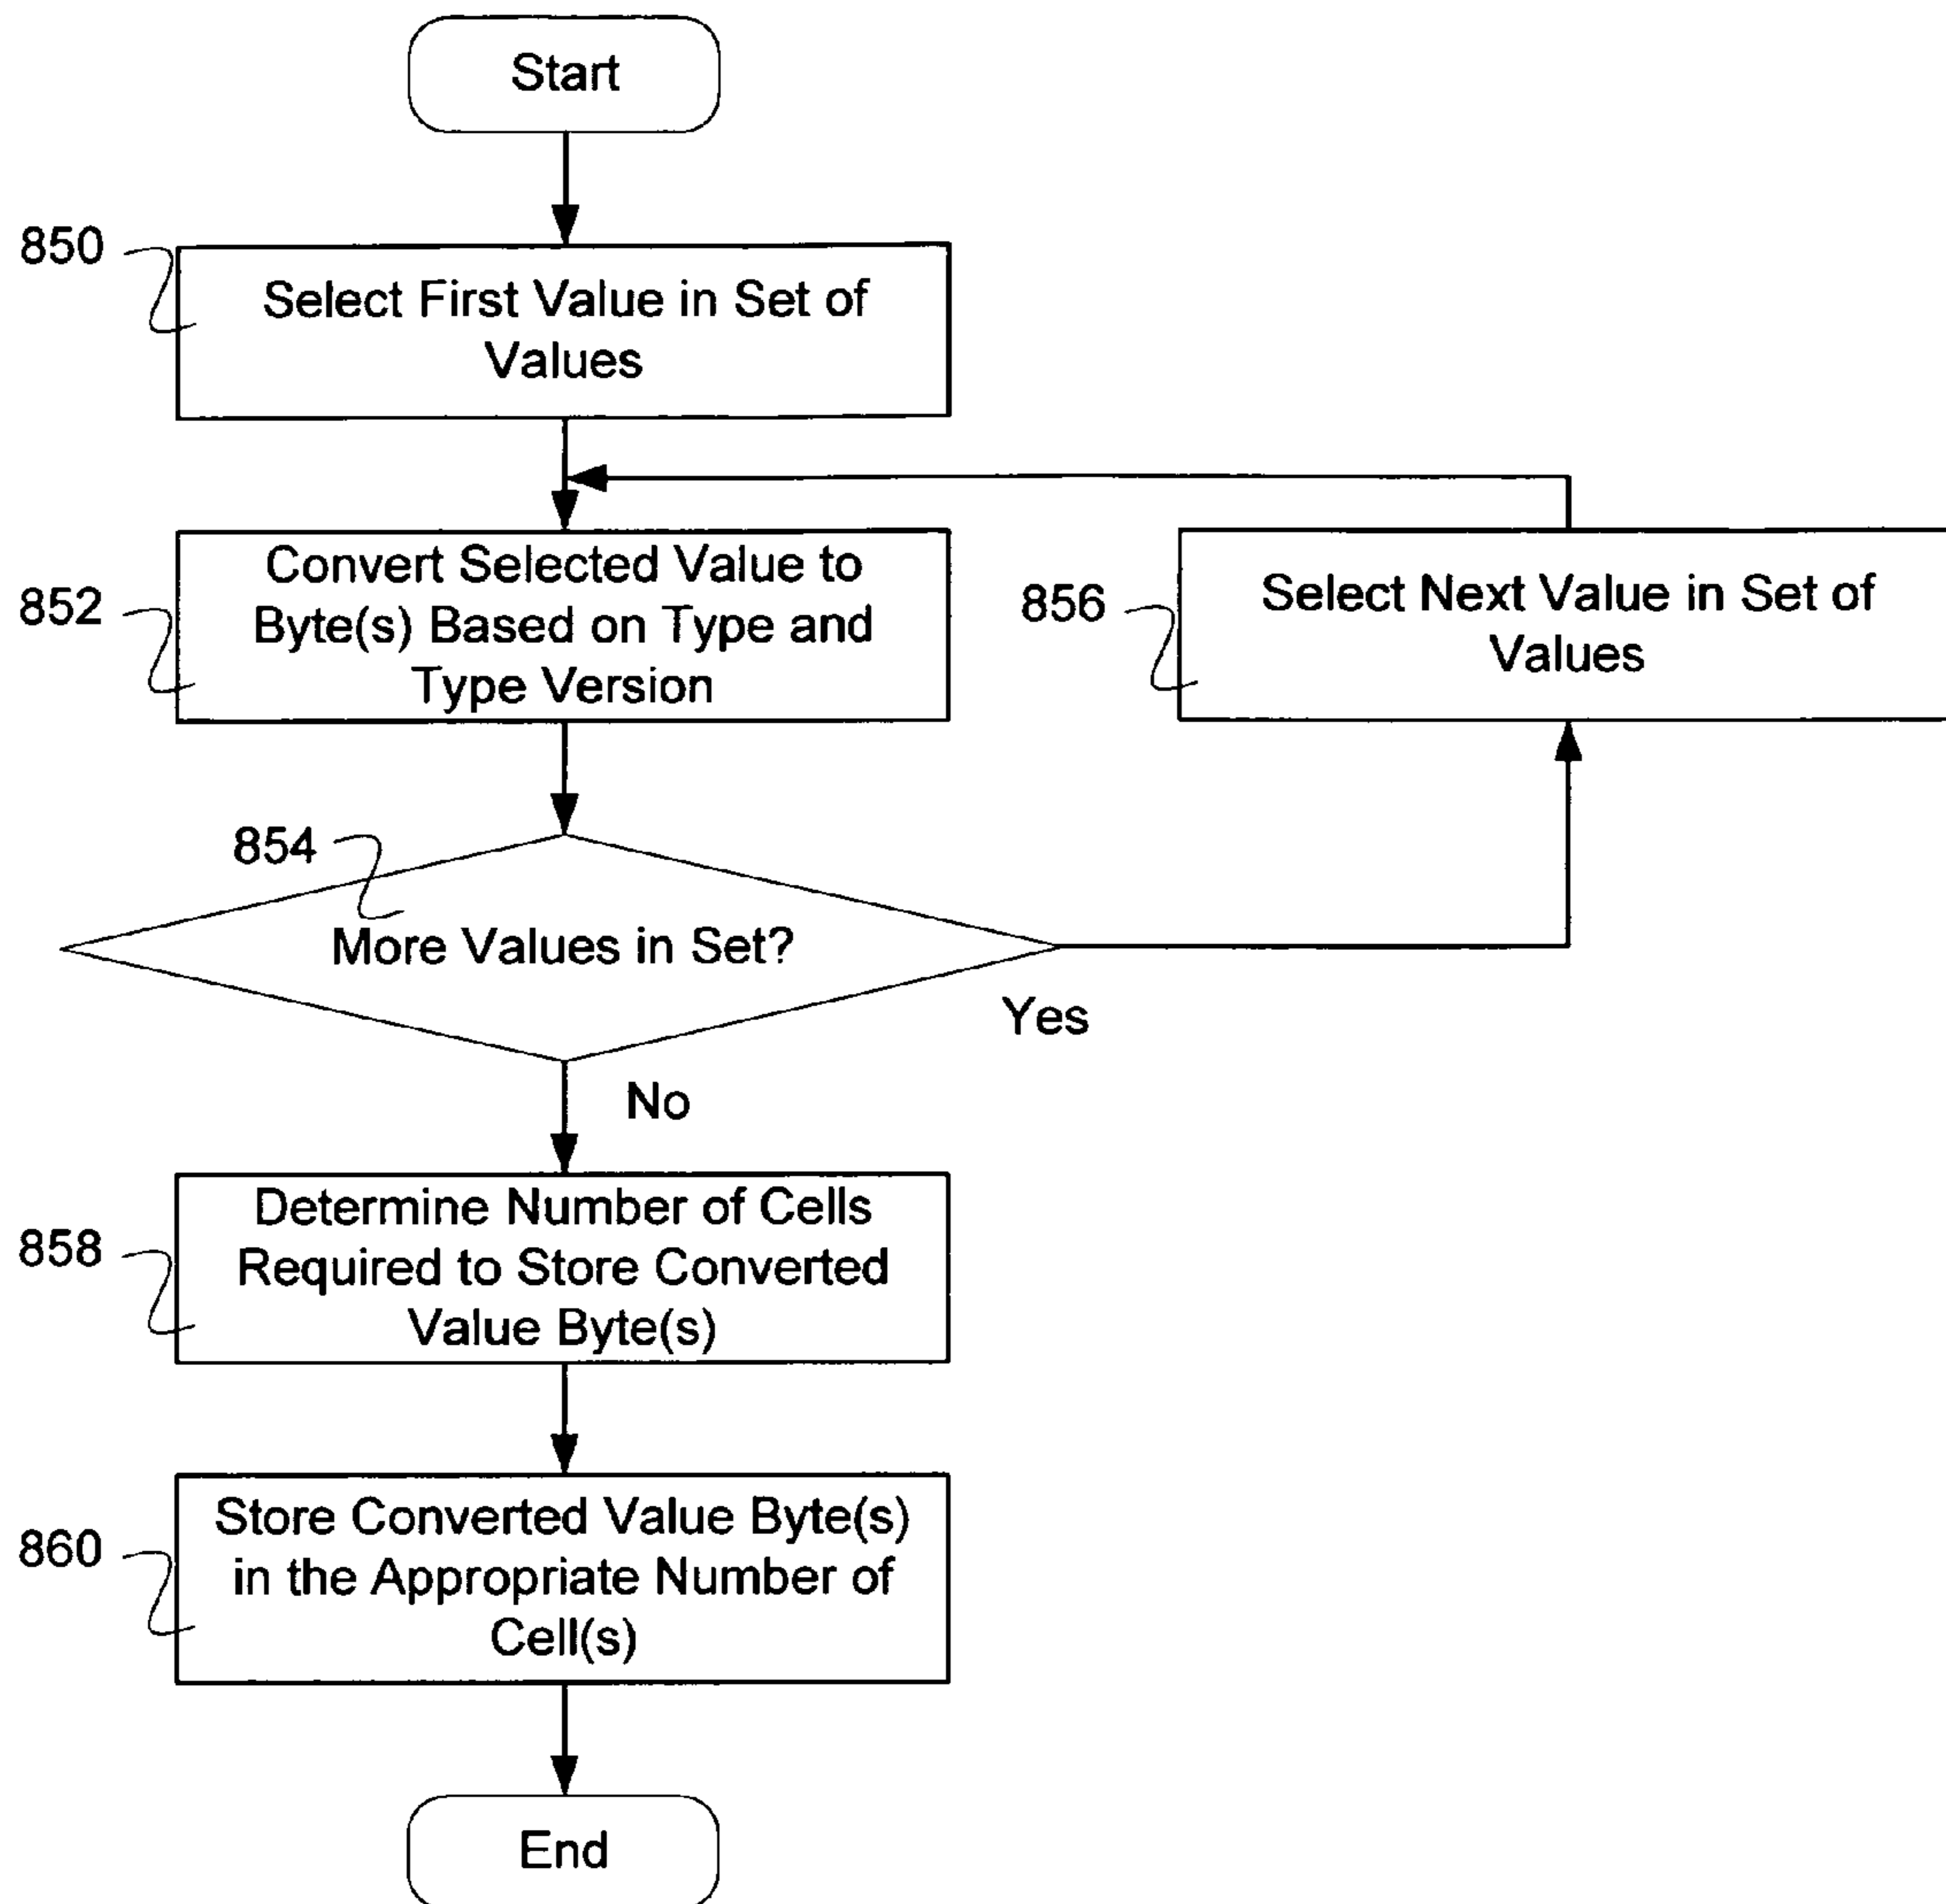 Start
850
Select First Value in Set of
Values
852
Convert Selected Value to
Byte(s) Based on Type and
Type Version
856
Select Next Value in Set of
Values
854
More Values in Set?
Yes
No
858
Determine Number of Cells
Required to Store Converted
Value Byte(s)
860
Store Converted Value Byte(s)
in the Appropriate Number of
Cell(s)
End